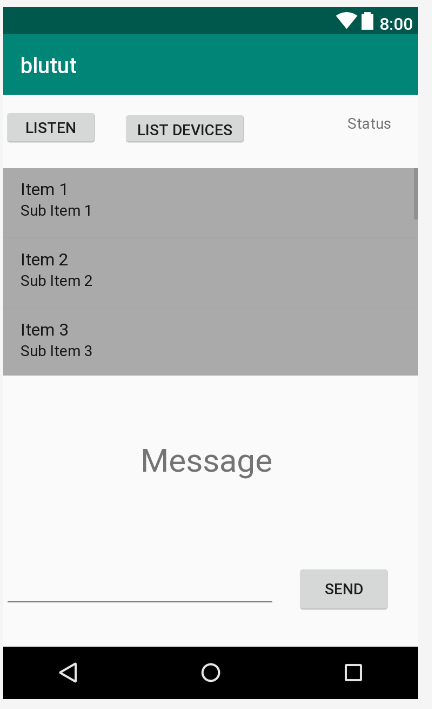 8:00
blutut
LISTEN
LIST DEVICES
Status
Item 1
Sub Item 1
Item 2
Sub Item 2
Item 3
Sub Item 3
Message
SEND